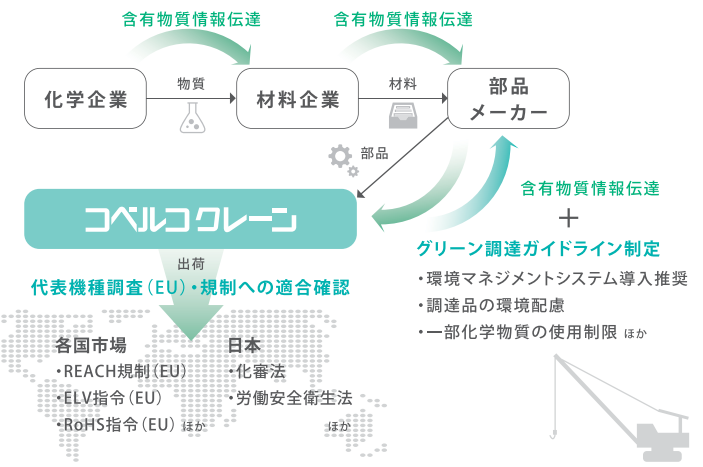 含有物質情報伝達
含有物質情報伝達
化学企業
物質
材料企業
材料
部品
メーカー
部品
含有物質情報伝達
+
コベルコ クレーン
グリーン調達ガイドライン制定
・環境マネジメントシステム導入推奨
・調達品の環境配慮
・一部化学物質の使用制限 ほか
出荷
代表機種調査(EU)・規制への適合確認
各国市場
・REACH規制(EU)
・ELV指令(EU)
・RoHS指令(EU) ほか
日本
・化審法
・労働安全衛生法
ほか